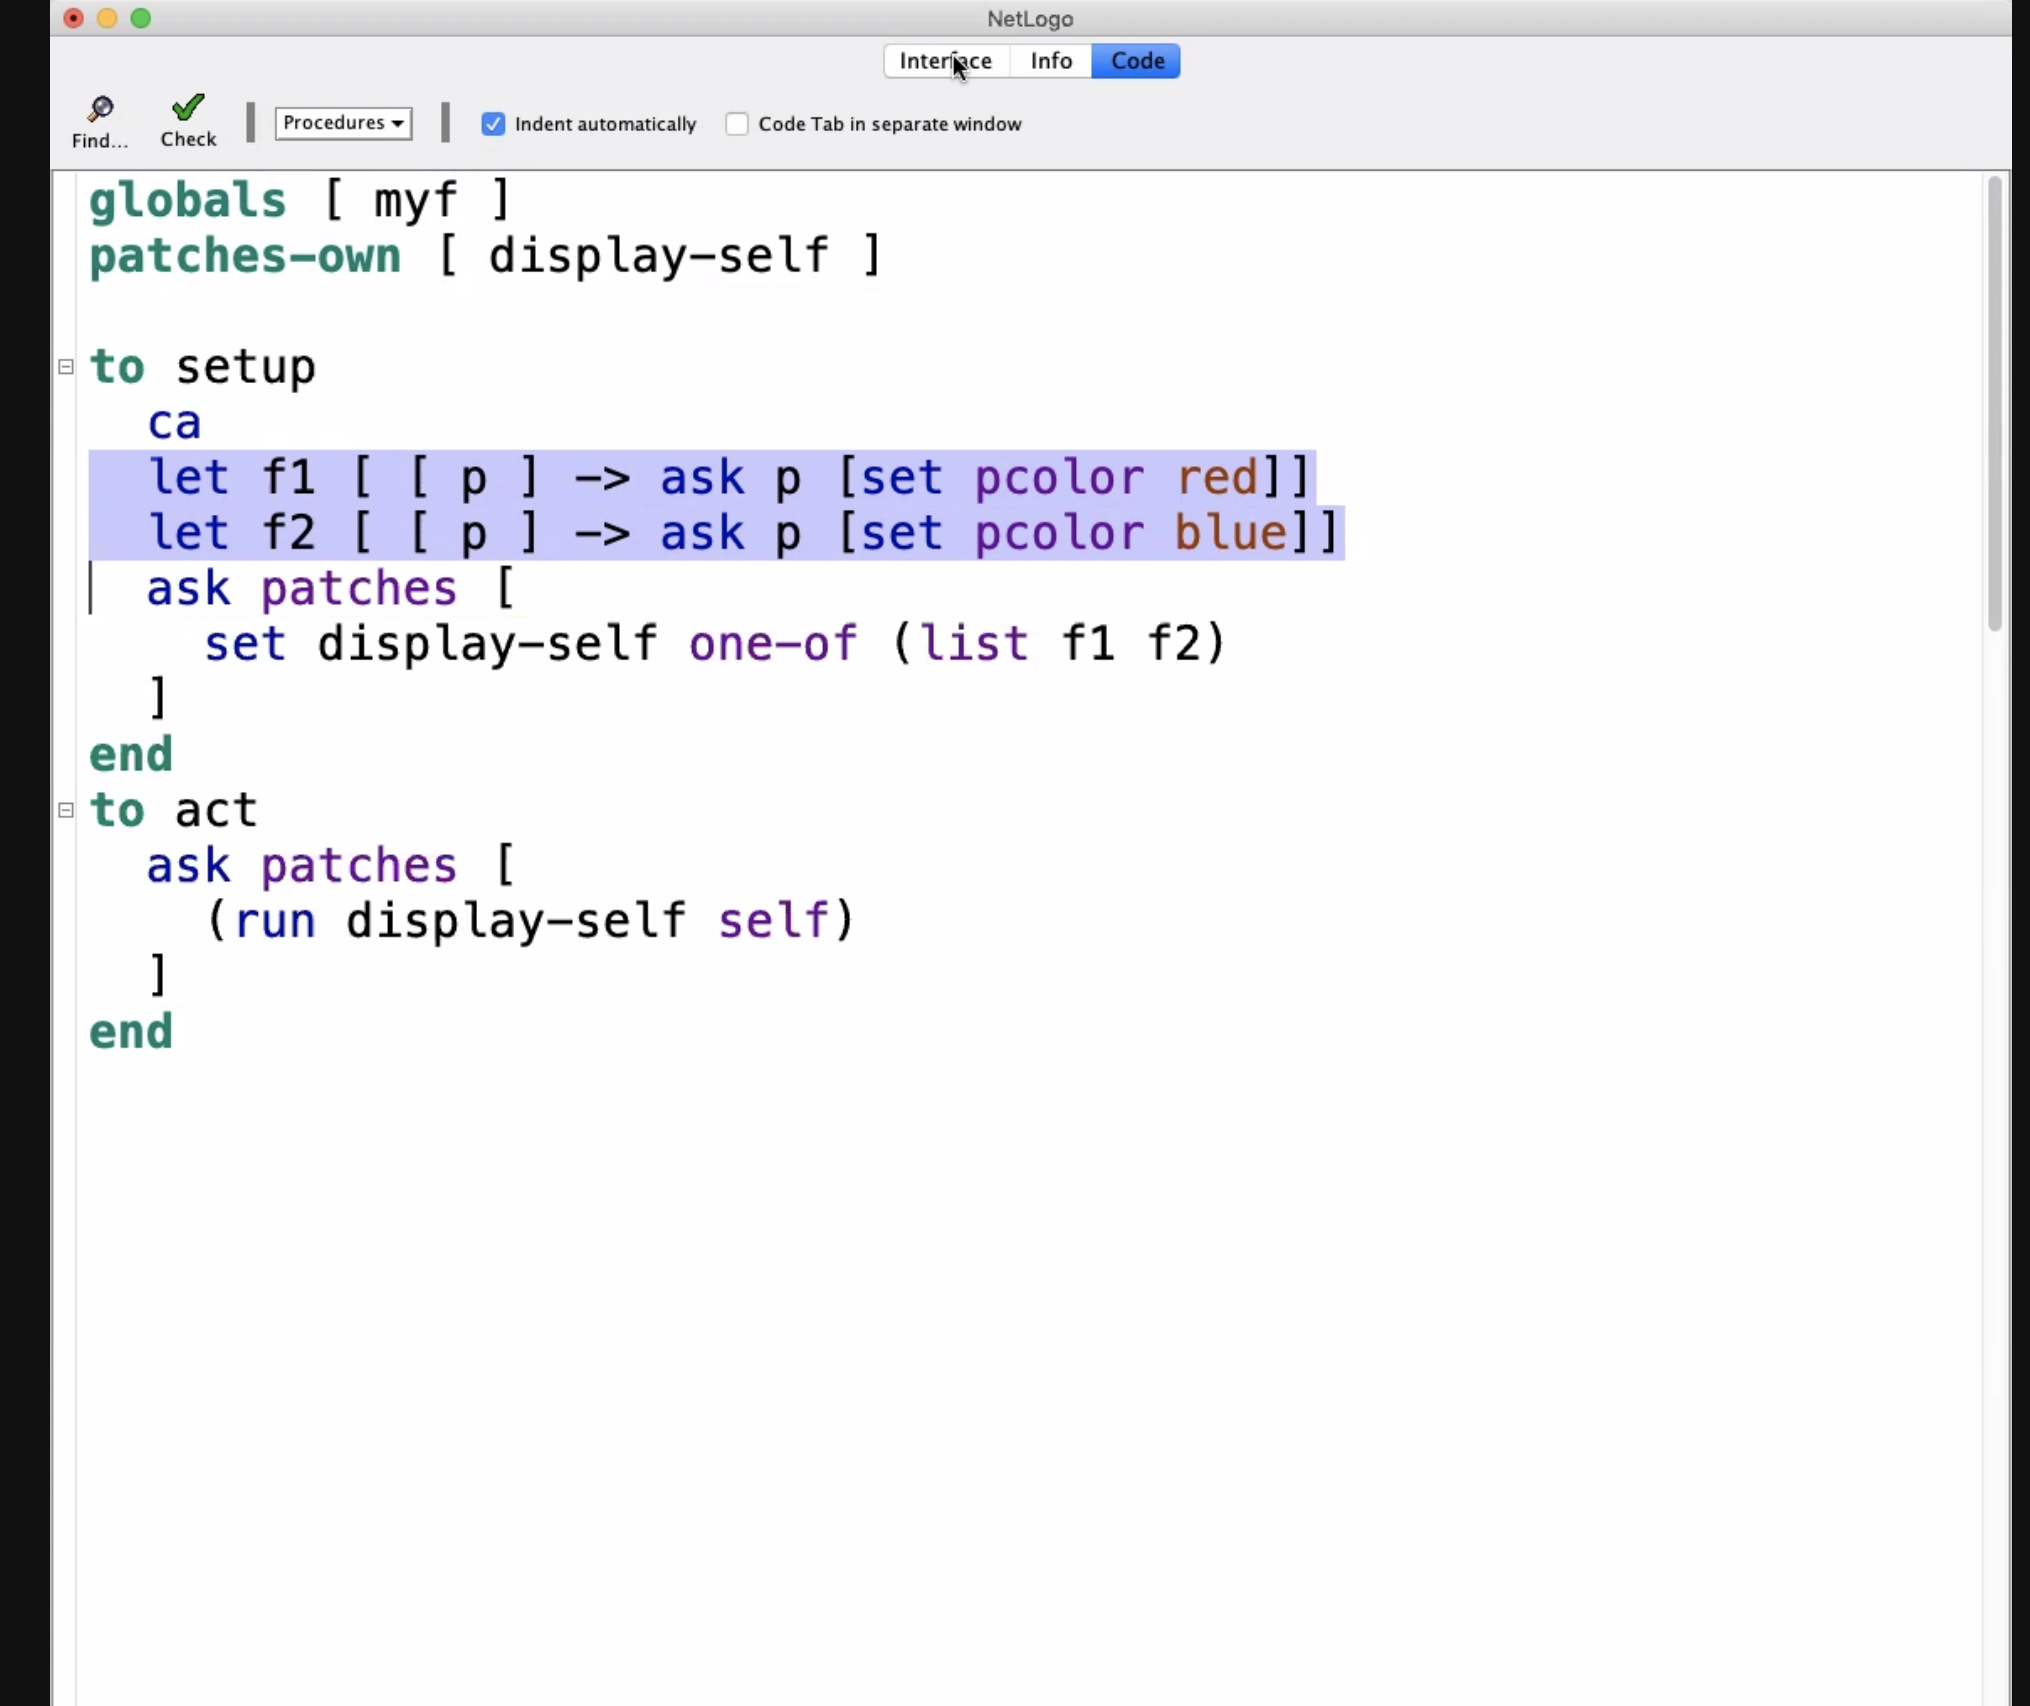 NetLogo
Interface Info Code
Find... Check Procedures Indent automatically Code Tab in separate window
globals [ myf ]
patches-own [ display-self ]
to setup
ca
let f1 [ [ p ] -> ask p [set pcolor red]]
let f2 [ [ p ] -> ask p [set pcolor blue]]
ask patches [
set display-self one-of (list f1 f2)
]
end
to act
ask patches [
(run display-self self)
]
end